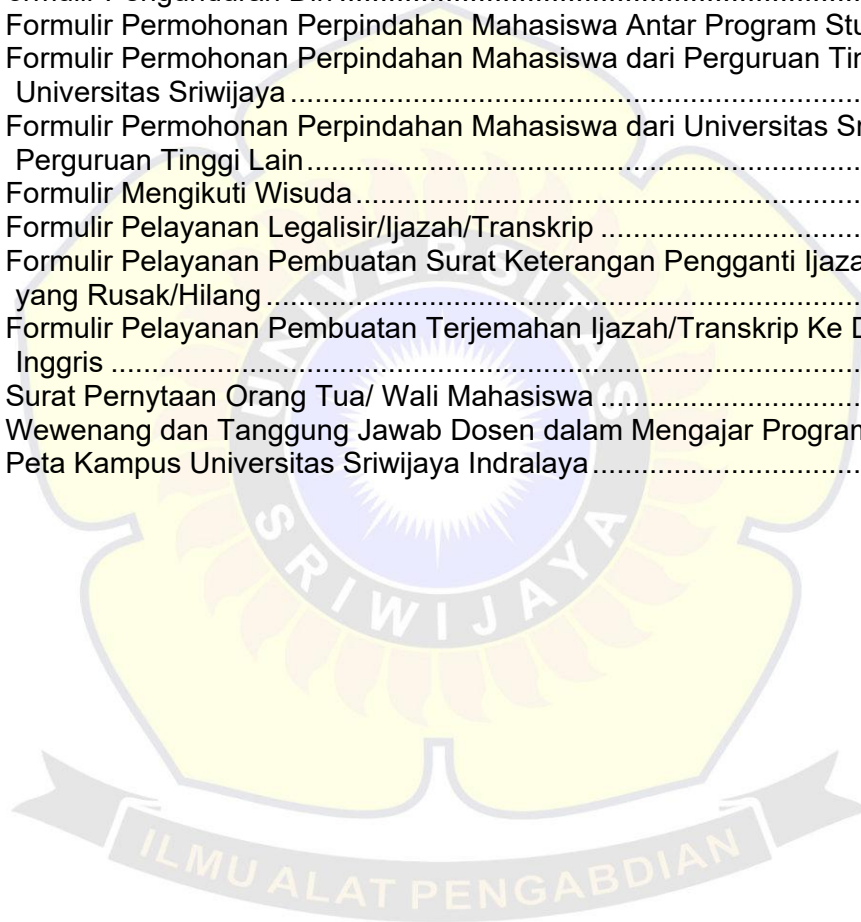 Formulir Permohonan Perpindahan Mahasiswa Antar Program Stu
Formulir Permohonan Perpindahan Mahasiswa dari Perguruan Tin
Universitas Sriwijaya ..........................................................................
Formulir Permohonan Perpindahan Mahasiswa dari Universitas Sr
Perguruan Tinggi Lain........................................................................
Formulir Mengikuti Wisuda..................................................................
Formulir Pelayanan Legalisir/Ijazah/Transkrip ...................................
Formulir Pelayanan Pembuatan Surat Keterangan Pengganti Ijaza
yang Rusak/Hilang .............................................................................
Formulir Pelayanan Pembuatan Terjemahan Ijazah/Transkrip Ke D
Inggris ................................................................................................
Surat Pernytaan Orang Tua/ Wali Mahasiswa ...................................
Wewenang dan Tanggung Jawab Dosen dalam Mengajar Program
Peta Kampus Universitas Sriwijaya Indralaya....................................
UNIVERSITAS
SRIWIJAYA
ILMU ALAT PENGABDIAN